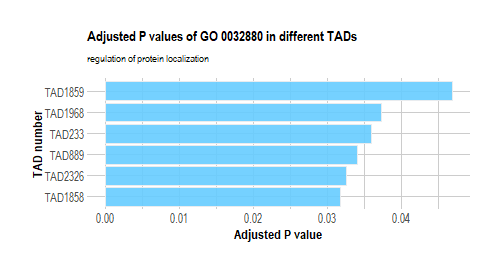 Adjusted P values of GO 0032880 in different TADs
regulation of protein localization
TAD number
TAD1859
TAD1968
TAD233
TAD889
TAD2326
TAD1858
0.00 0.01 0.02 0.03 0.04
Adjusted P value